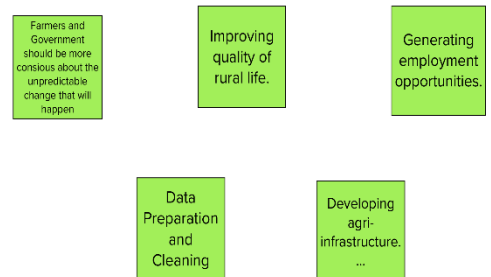 Farmers and
Government
should be more
consious about the
unpredictable
change that will
happen
Improving
quality of
rural life.
Generating
employment
opportunities.
Data
Preparation
and
Cleaning
Developing
agri-
infrastructure.
...